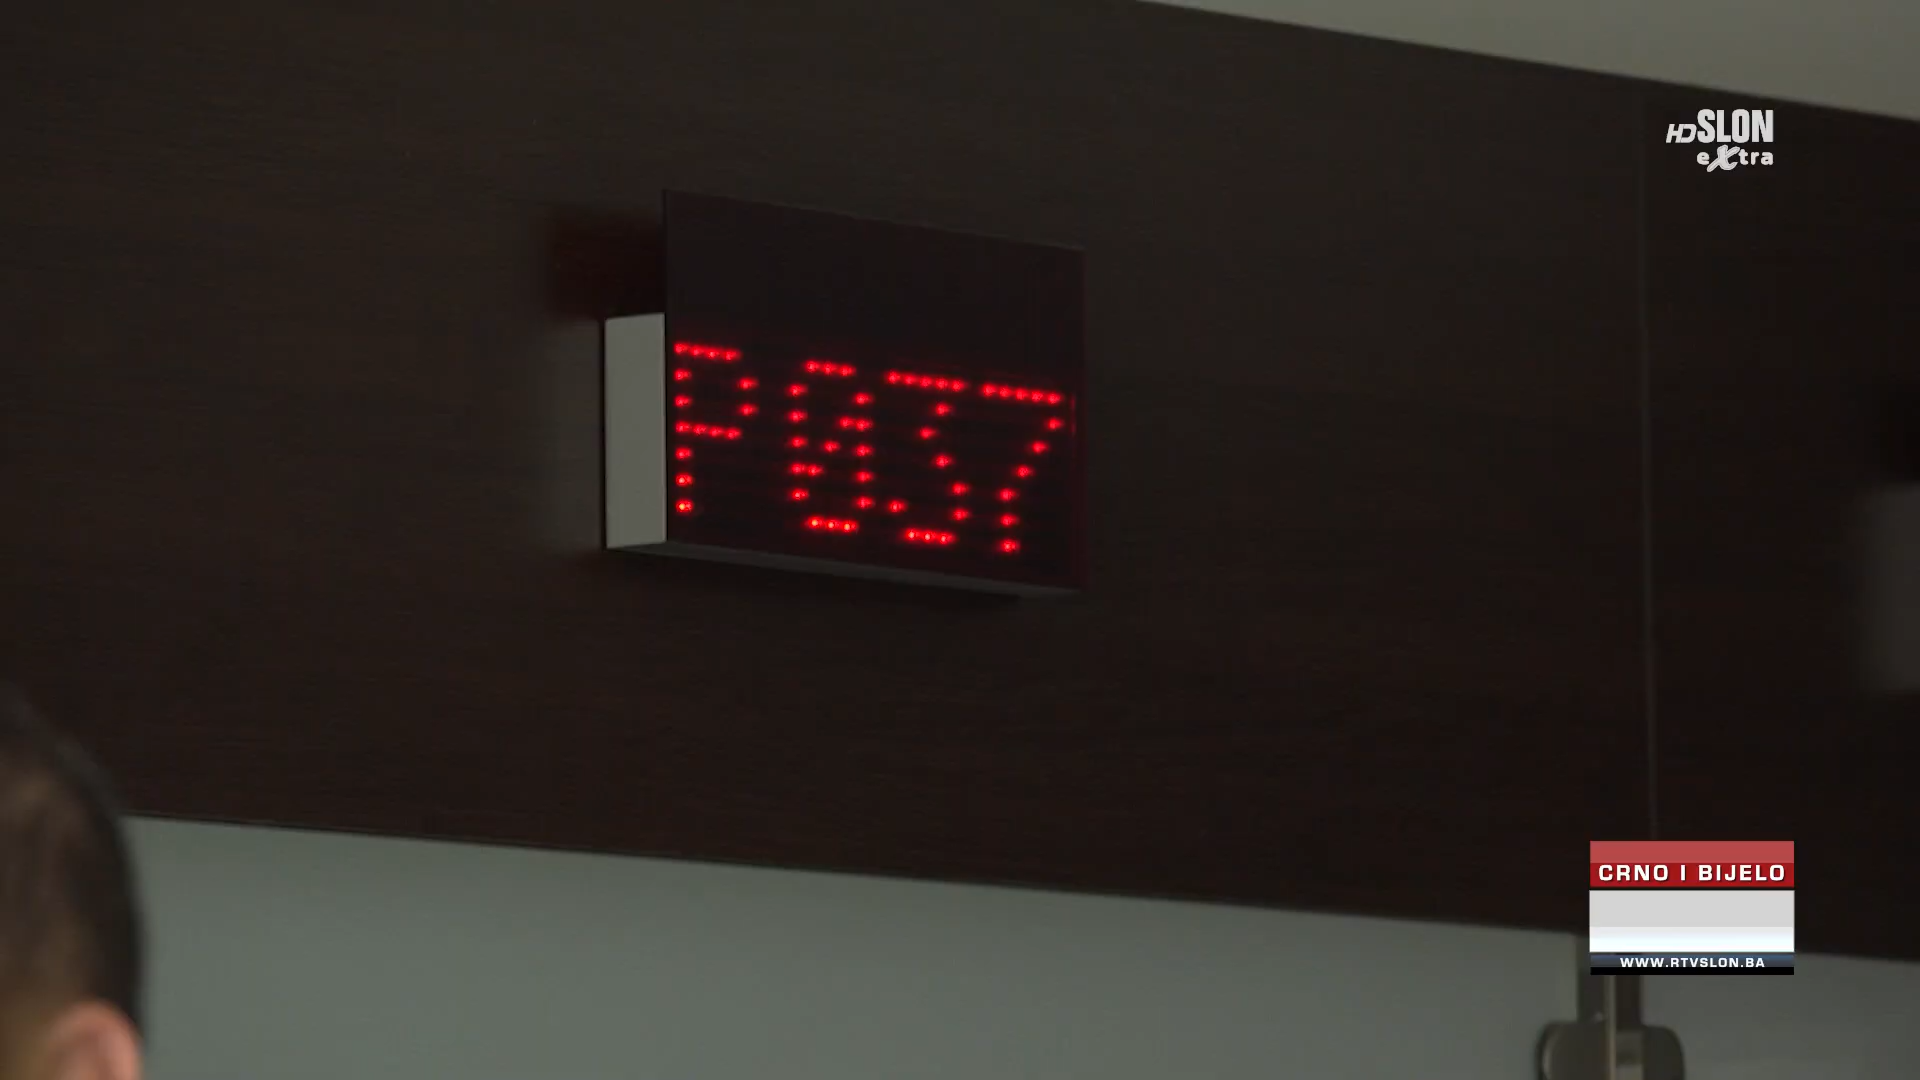 HD SLON
extra
P037
CRNO I BIJELO
WWW.RTVSLON.BA